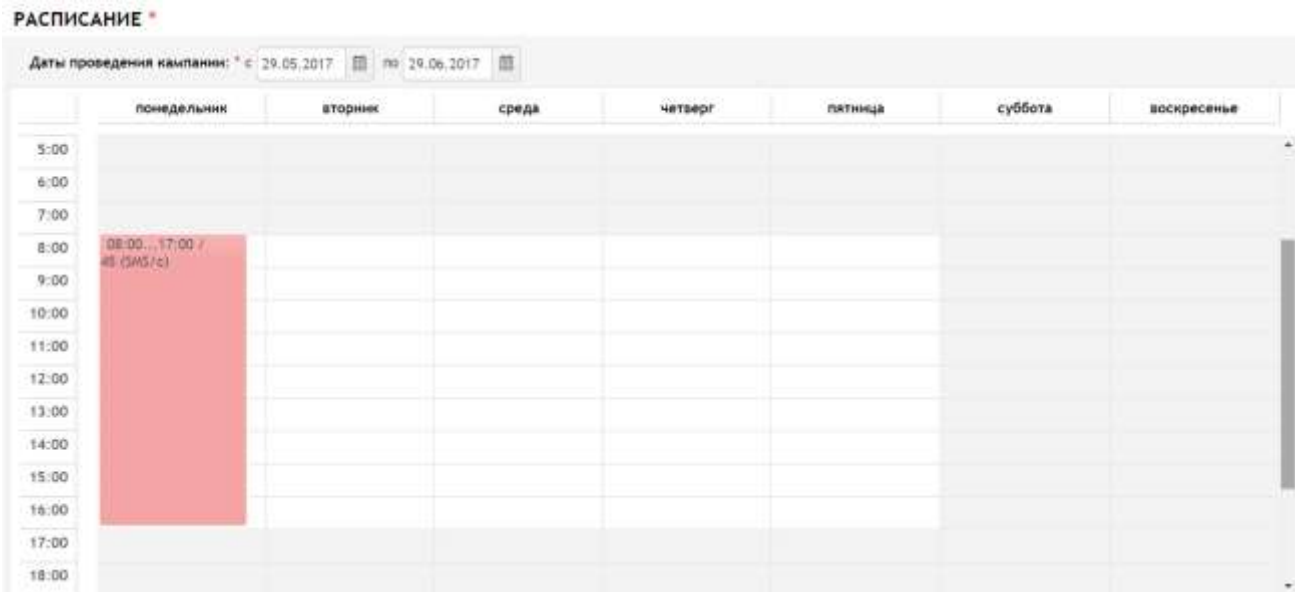 РАСПИСАНИЕ *
Даты проведения кампании: * с 29.05.2017 по 29.06.2017
понедельник вторник среда четверг пятница суббота воскресенье
5:00
6:00
7:00
8:00 08:00...17:00 /
45 (SMS/c)
9:00
10:00
11:00
12:00
13:00
14:00
15:00
16:00
17:00
18:00